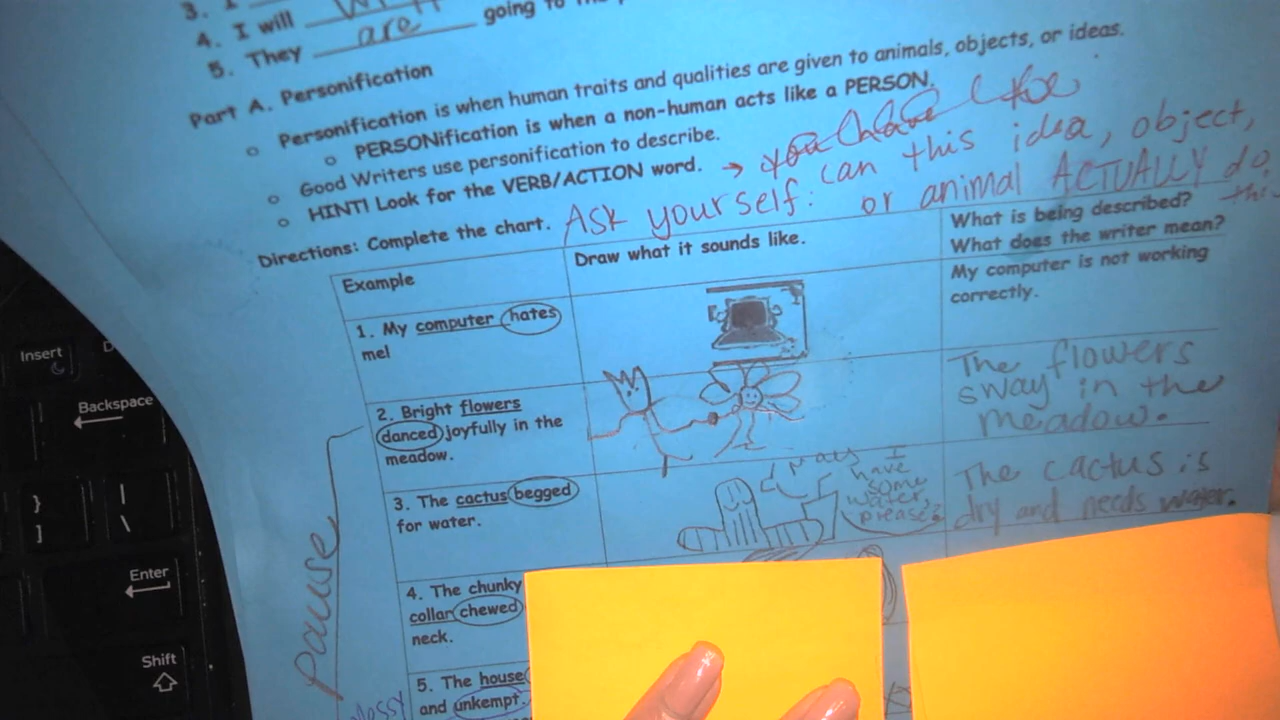 3. I
4. I will
5. They are going to
Part A. Personification
Personification is when human traits and qualities are given to animals, objects, or ideas.
PERSONification is when a non-human acts like a PERSON.
Good Writers use personification to describe.
HINT! Look for the VERB/ACTION word. →
Ask yourself: can this idea, object,
or animal ACTUALLY do
Directions: Complete the chart.
Example
Draw what it sounds like.
What is being described?
What does the writer mean?
1. My computer hates
me!
My computer is not working
correctly.
2. Bright flowers
danced joyfully in the
meadow.
The flowers
sway in the
meadow.
3. The cactus begged
for water.
May I
have
some
water,
please?
The cactus is
dry and needs water.
4. The chunky
collar chewed
neck.
5. The house
and unkempt.
pause
Insert
Backspace
}
]
|
\
Enter
Shift